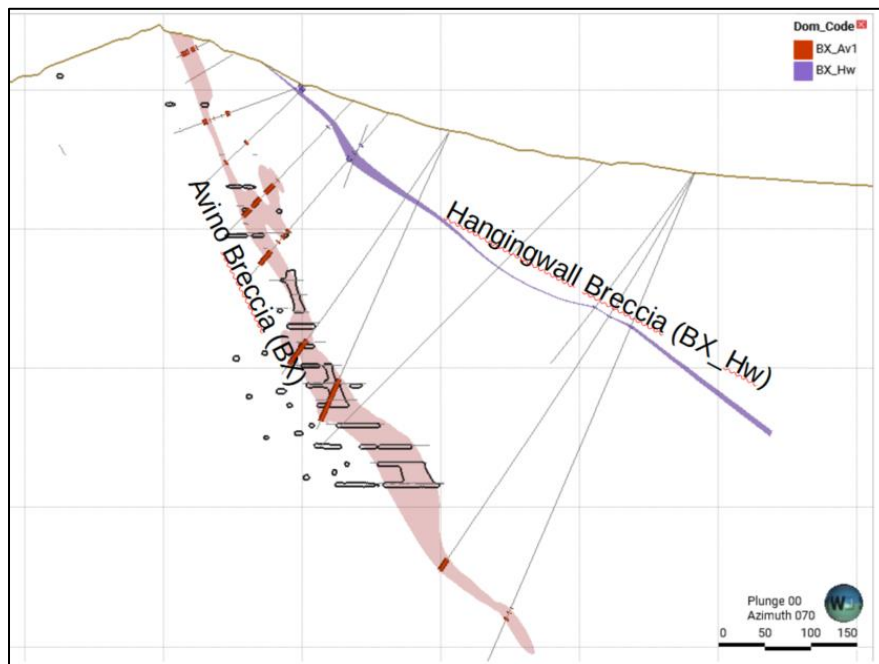 Dom_Code
BX_Av1
BX_Hw
Avino Breccia (BX)
Hangingwall Breccia (BX_Hw)
Plunge 00
Azimuth 070
0 50 100 150
W